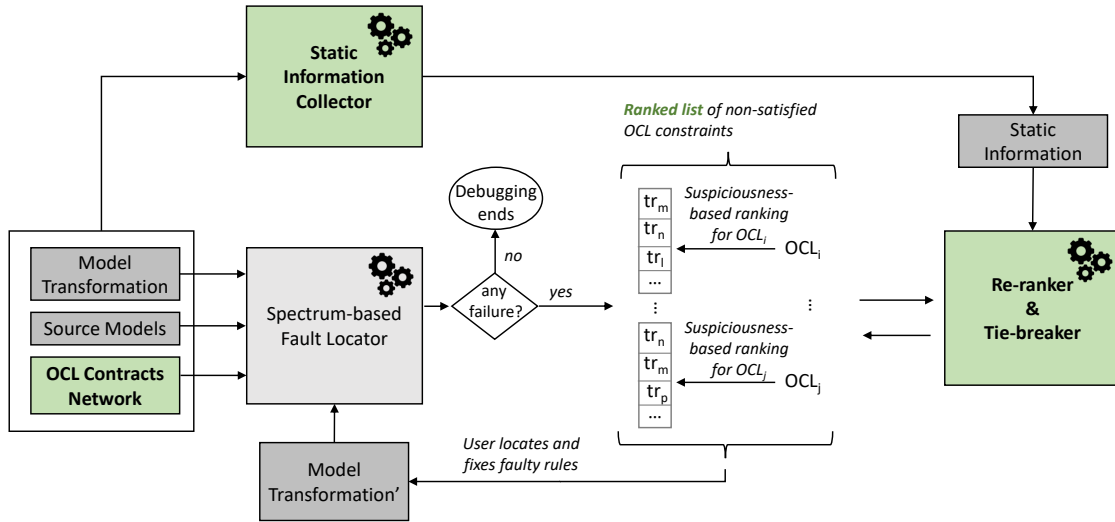 Static
Information
Collector
Ranked list of non-satisfied
OCL constraints
Static
Information
Debugging
ends
no
any
failure?
yes
Model
Transformation
Source Models
OCL Contracts
Network
Spectrum-based
Fault Locator
tr_m
tr_n
tr_l
...
Suspiciousness-
based ranking
for OCL_i
OCL_i
⋮
⋮
tr_n
tr_m
tr_p
...
Suspiciousness-
based ranking
for OCL_j
OCL_j
Re-ranker
&
Tie-breaker
User locates and
fixes faulty rules
Model
Transformation’